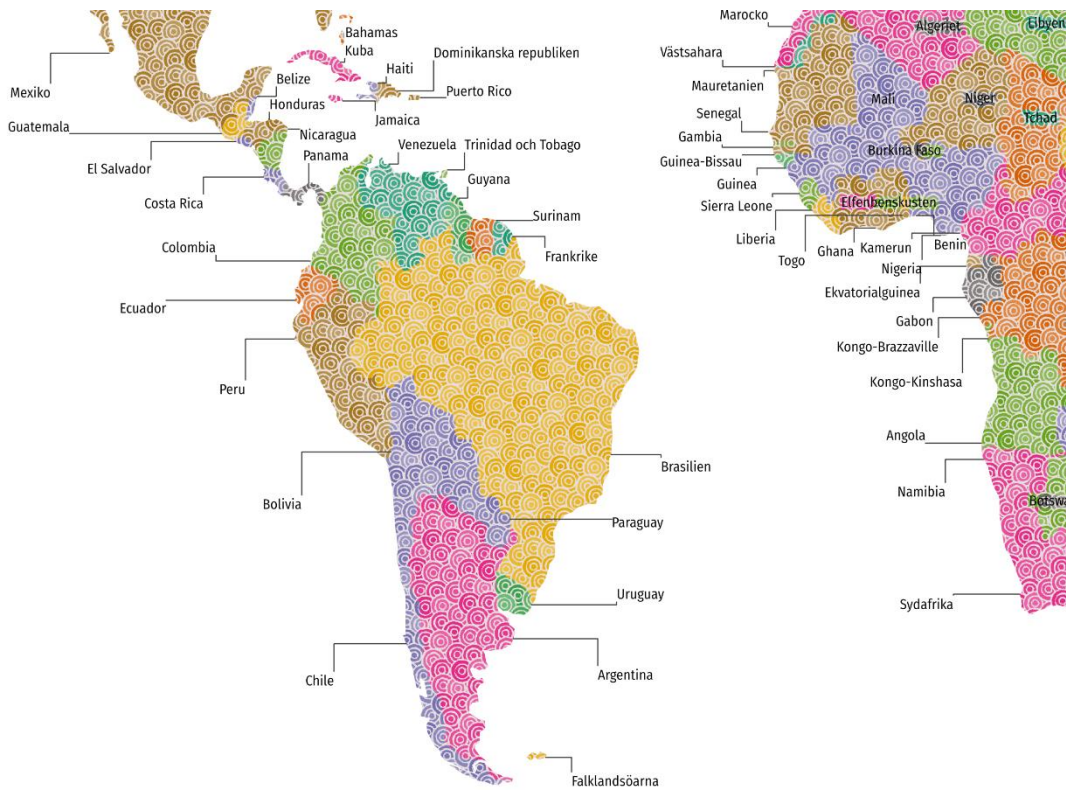 Bahamas
Kuba
Dominikanska republiken
Haiti
Mexiko
Belize
Puerto Rico
Honduras
Jamaica
Guatemala
Nicaragua
Venezuela
Trinidad och Tobago
El Salvador
Panama
Guyana
Costa Rica
Surinam
Colombia
Frankrike
Ecuador
Peru
Brasilien
Bolivia
Paraguay
Uruguay
Chile
Argentina
Falklandsöarna
Marocko
Algeriet
Libyen
Västsahara
Mauretanien
Mali
Niger
Senegal
Tchad
Gambia
Burkina Faso
Guinea-Bissau
Guinea
Elfenbenskusten
Sierra Leone
Liberia
Togo
Ghana
Kamerun
Benin
Nigeria
Ekvatorialguinea
Gabon
Kongo-Brazzaville
Kongo-Kinshasa
Angola
Namibia
Botswa
Sydafrika